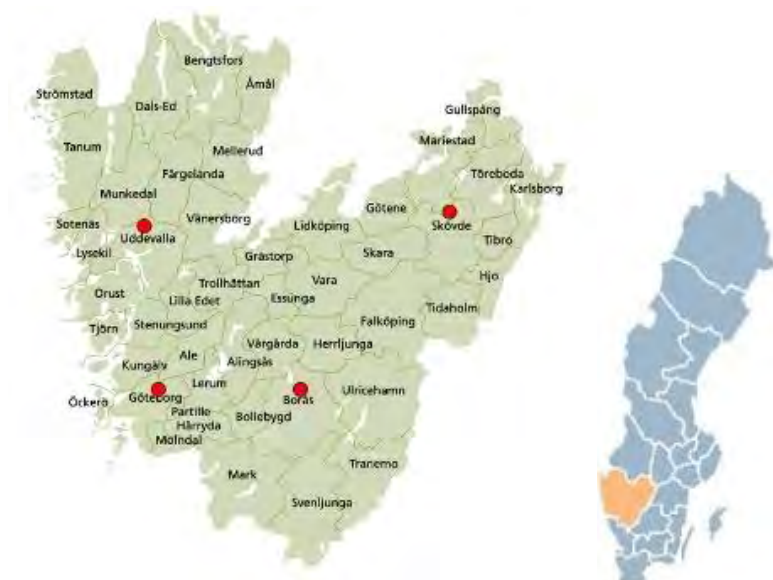 Bengtsfors
Åmål
Strömstad
Dals-Ed
Gullspång
Mariestad
Tanum
Mellerud
Töreboda
Färgelanda
Karlsborg
Munkedal
Götene
Vänersborg
Sotenäs
Lidköping
Skövde
Uddevalla
Tibro
Lysekil
Grästorp
Skara
Hjo
Trollhättan
Vara
Orust
Essunga
Lilla Edet
Tidaholm
Tjörn
Stenungsund
Falköping
Vårgårda
Herrljunga
Ale
Alingsås
Kungälv
Lerum
Ulricehamn
Öckerö
Göteborg
Borås
Partille
Bollebygd
Härryda
Mölndal
Tranemo
Mark
Svenljunga